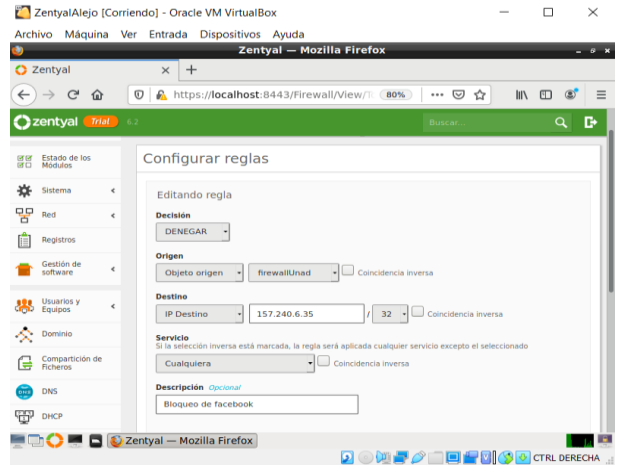 ZentyalAlejo [Corriendo] - Oracle VM VirtualBox
Archivo Máquina Ver Entrada Dispositivos Ayuda
Zentyal — Mozilla Firefox
Zentyal
https://localhost:8443/Firewall/View/T
80%
zentyal Trial 6.2
Buscar...
Estado de los
Módulos
Sistema
Red
Registros
Gestión de
software
Usuarios y
Equipos
Dominio
Compartición de
Ficheros
DNS
DHCP
Configurar reglas
Editando regla
Decisión
DENEGAR
Origen
Objeto origen firewallUnad Coincidencia inversa
Destino
IP Destino 157.240.6.35 / 32 Coincidencia inversa
Servicio
Si la selección inversa está marcada, la regla será aplicada cualquier servicio excepto el seleccionado
Cualquiera Coincidencia inversa
Descripción Opcional
Bloqueo de facebook
Zentyal — Mozilla Firefox
CTRL DERECHA